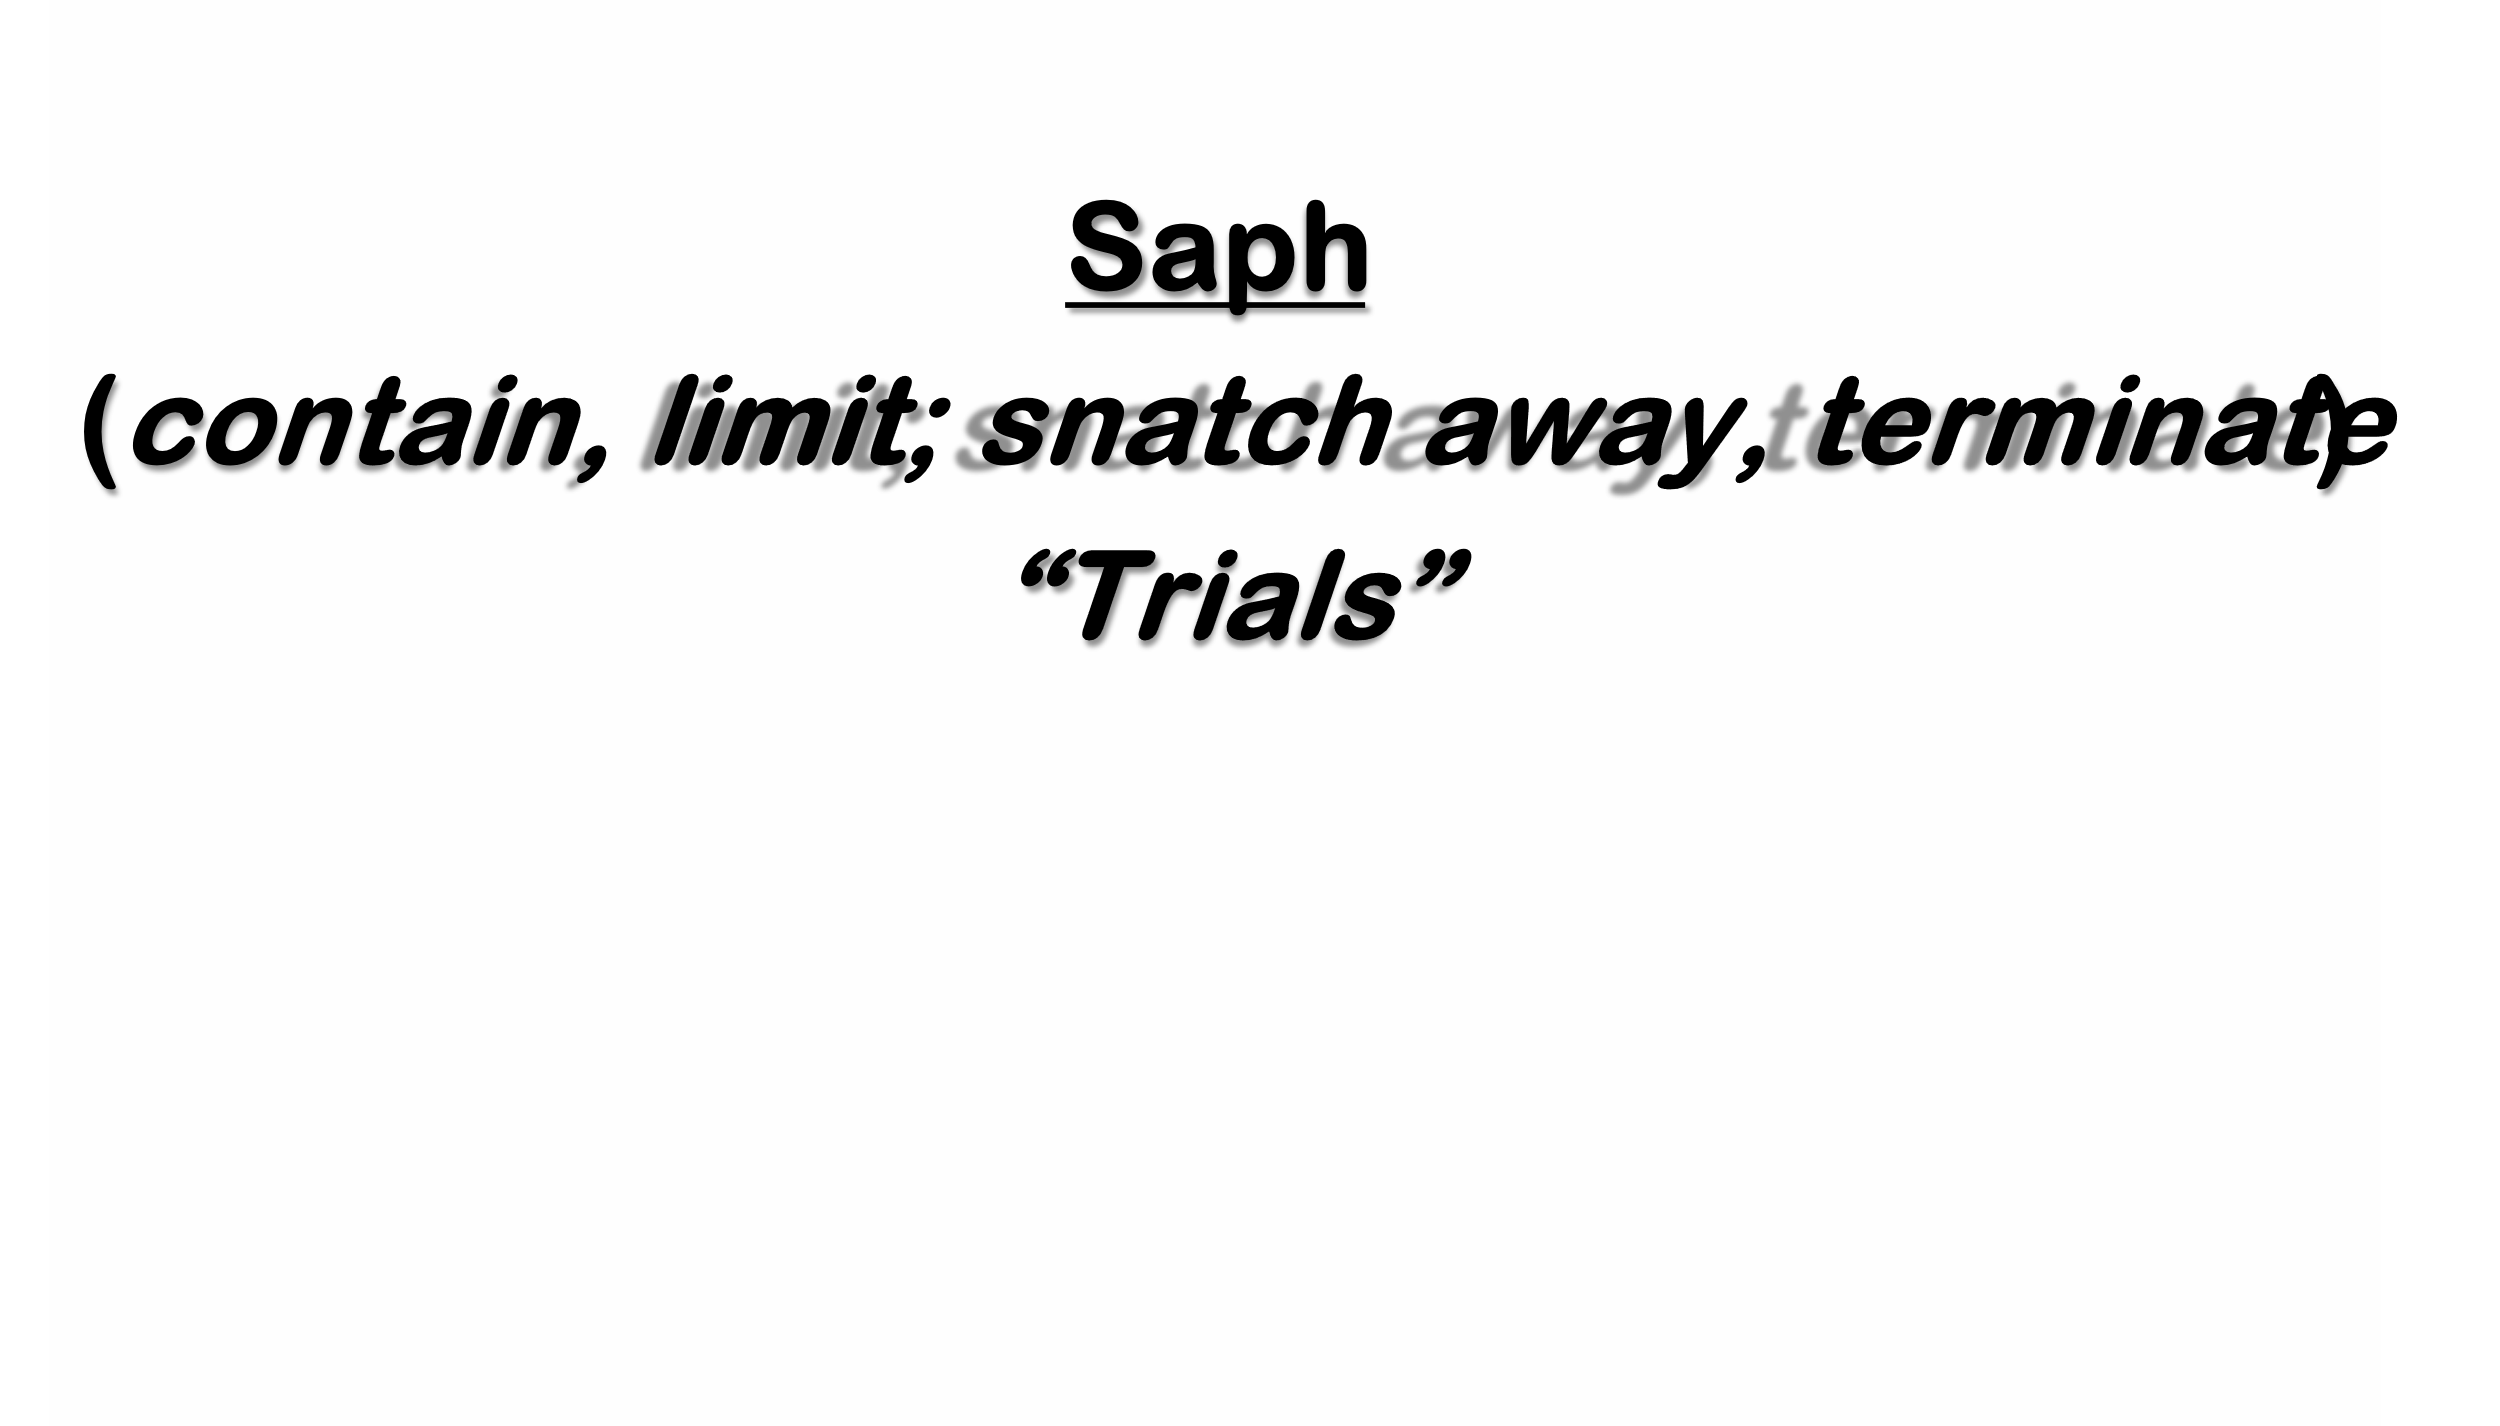 Saph
( contain, limit; snatch away, terminate)
“Trials”